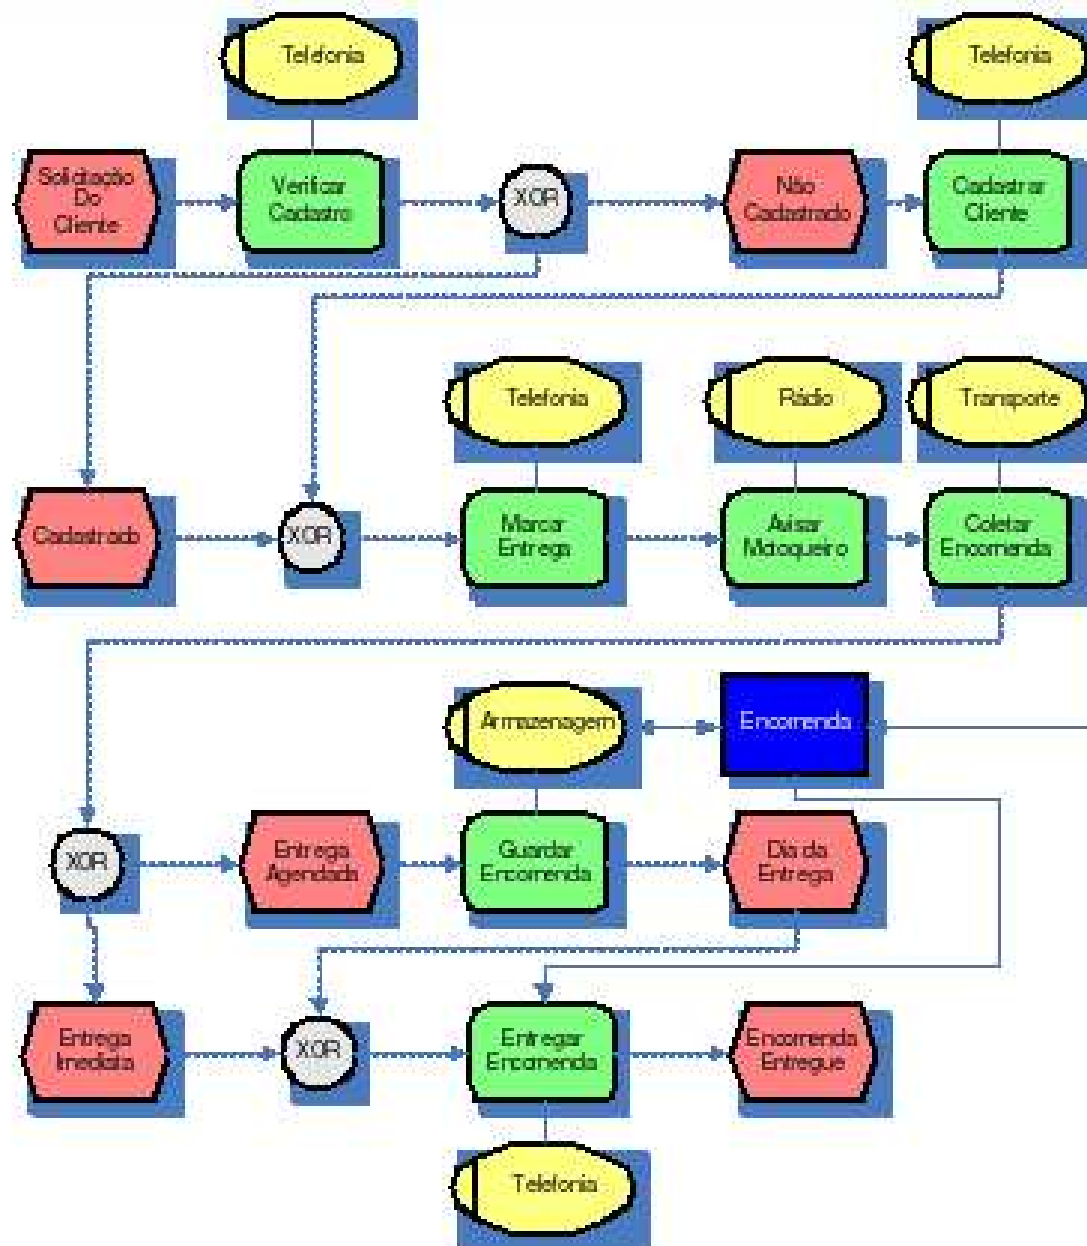 Telefonia
Telefonia
Solicitação
Do
Cliente
Verificar
Cadastro
XOR
Não
Cadastrado
Cadastrar
Cliente
Telefonia
Rádio
Transporte
Cadastrado
XOR
Marcar
Entrega
Avisar
Motoqueiro
Coletar
Encomenda
Armazenagem
Encomenda
XOR
Entrega
Agendada
Guardar
Encomenda
Dia da
Entrega
Entrega
Imediata
XOR
Entregar
Encomenda
Encomenda
Entregue
Telefonia